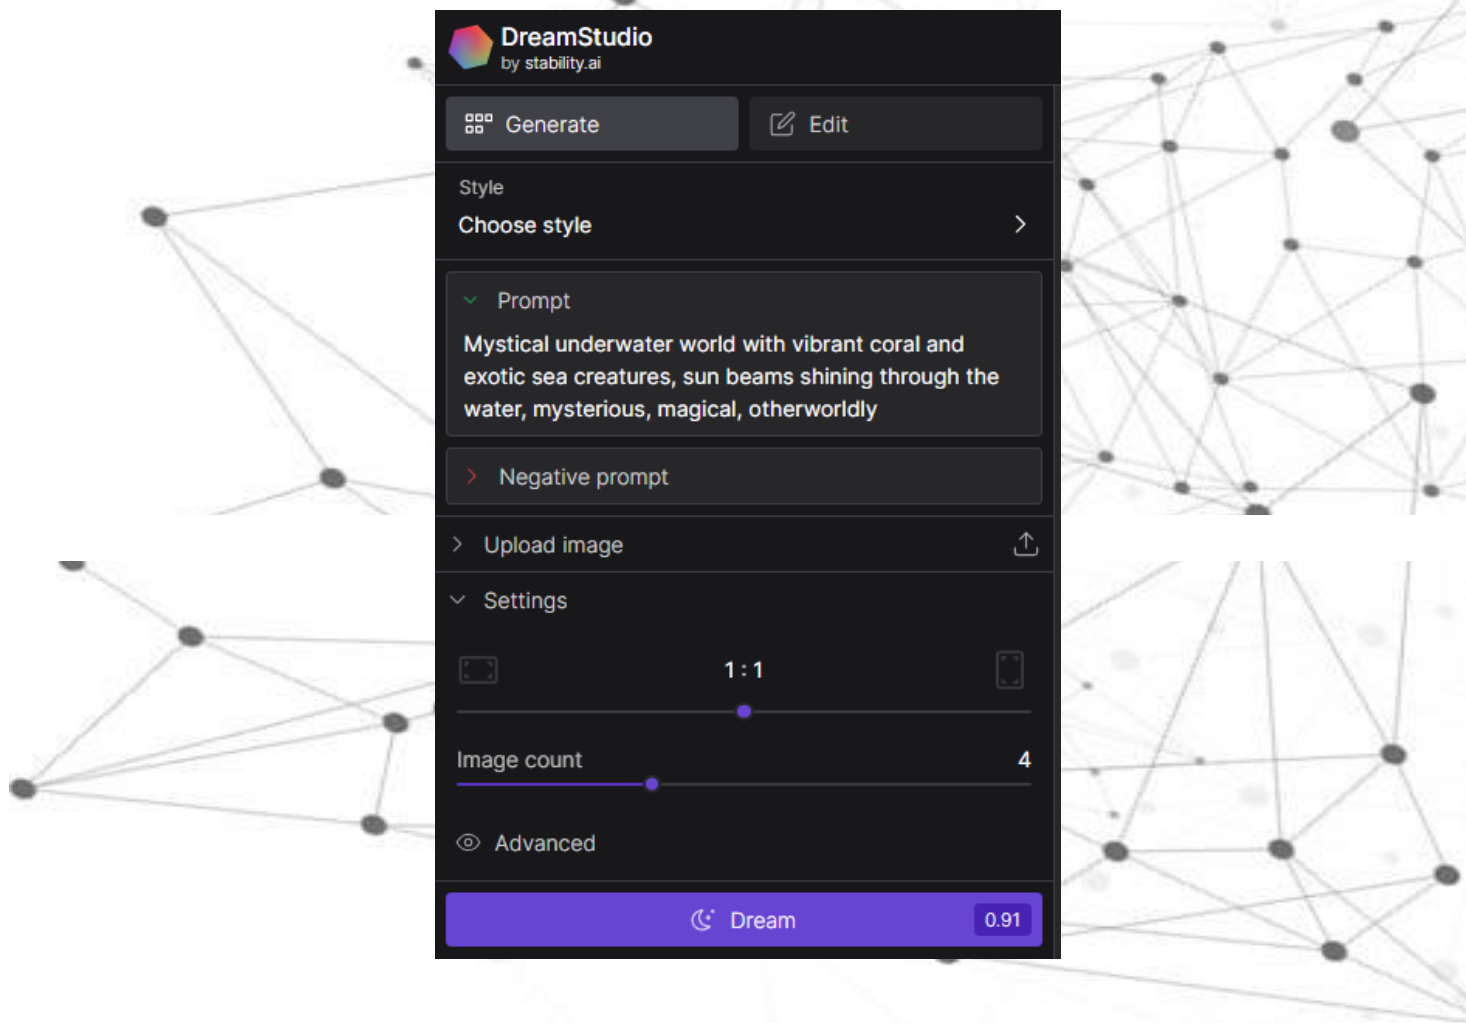 DreamStudio
by stability.ai
Generate
Edit
Style
Choose style
Prompt
Mystical underwater world with vibrant coral and
exotic sea creatures, sun beams shining through the
water, mysterious, magical, otherworldly
Negative prompt
Upload image
Settings
1 : 1
Image count 4
Advanced
Dream 0.91